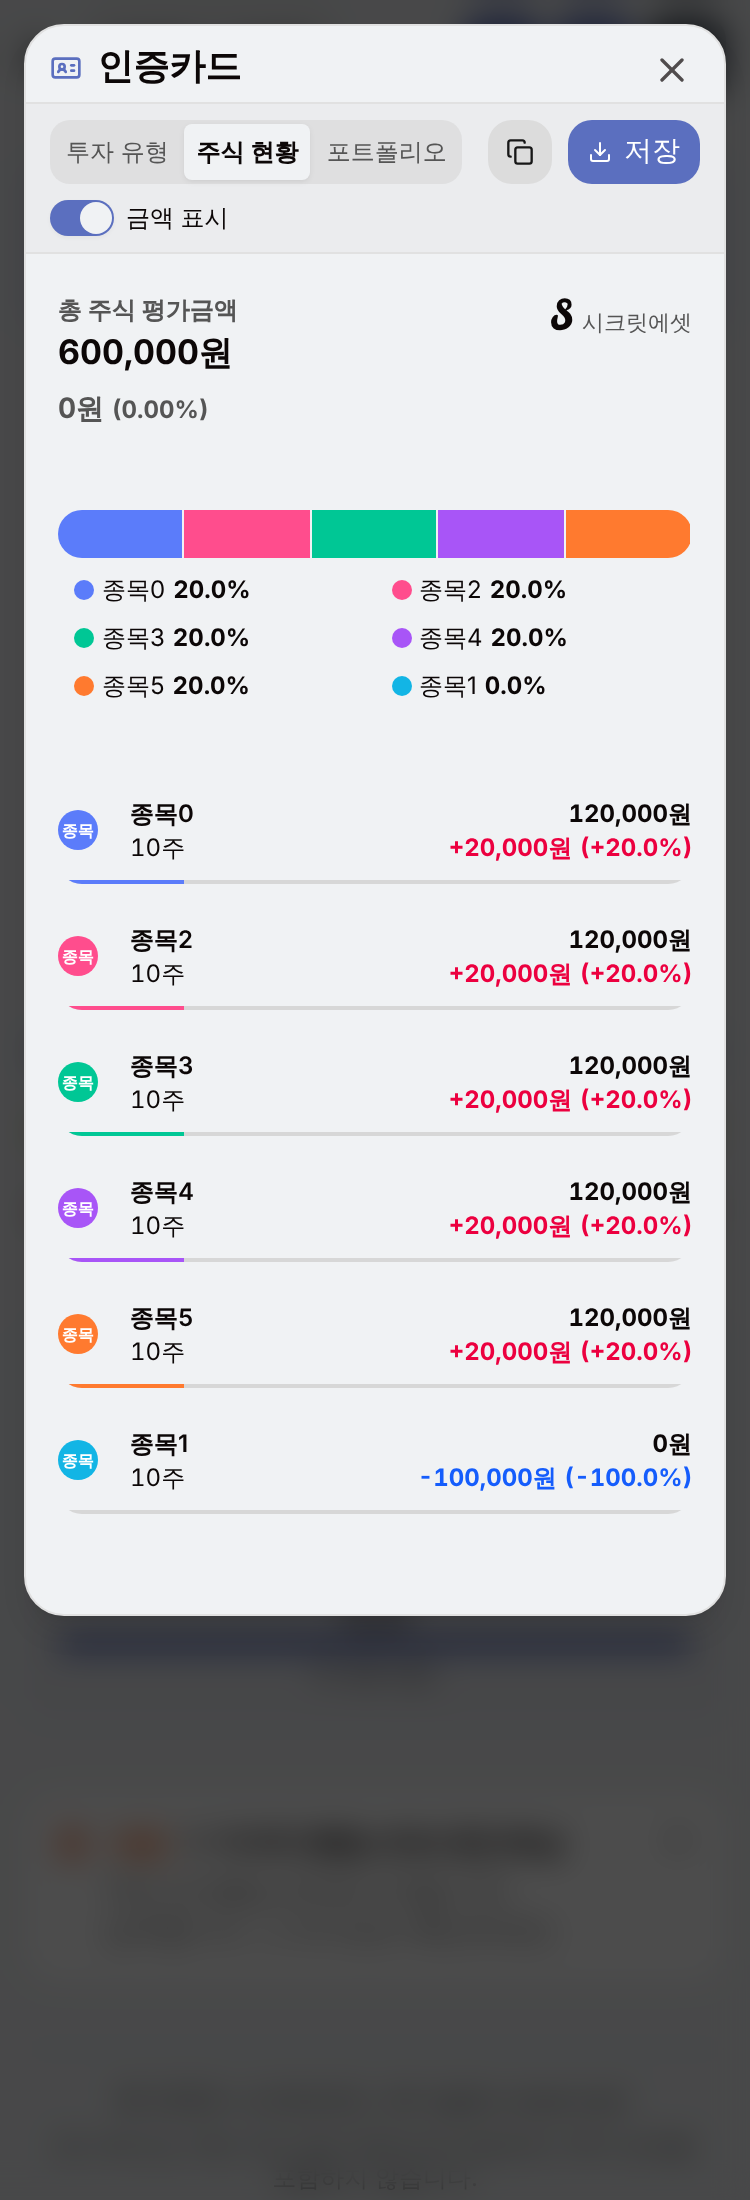 인증카드
투자 유형 주식 현황 포트폴리오 저장
금액 표시
총 주식 평가금액
시크릿에셋
600,000원
0원 (0.00%)
종목0 20.0% 종목2 20.0%
종목3 20.0% 종목4 20.0%
종목5 20.0% 종목1 0.0%
종목 종목0 120,000원
10주 +20,000원 (+20.0%)
종목 종목2 120,000원
10주 +20,000원 (+20.0%)
종목 종목3 120,000원
10주 +20,000원 (+20.0%)
종목 종목4 120,000원
10주 +20,000원 (+20.0%)
종목 종목5 120,000원
10주 +20,000원 (+20.0%)
종목 종목1 0원
10주 -100,000원 (-100.0%)